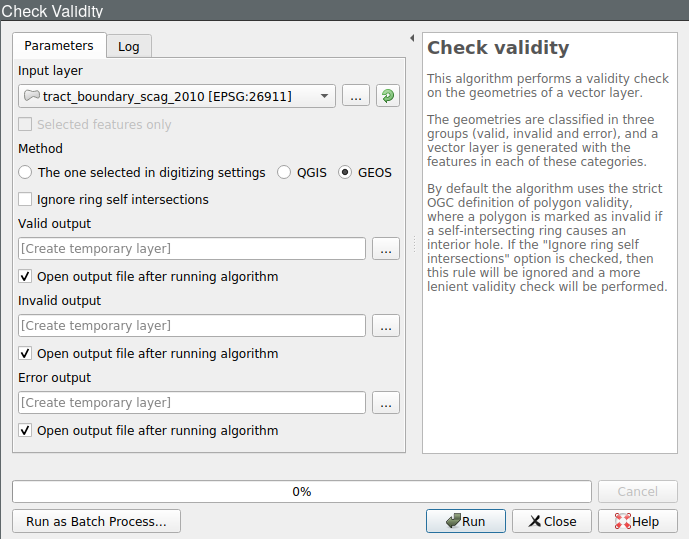 Check Validity
Parameters
Log
Input layer
tract_boundary_scag_2010 [EPSG:26911]
...
Selected features only
Method
The one selected in digitizing settings
QGIS
GEOS
Ignore ring self intersections
Valid output
[Create temporary layer]
...
Open output file after running algorithm
Invalid output
[Create temporary layer]
...
Open output file after running algorithm
Error output
[Create temporary layer]
...
Open output file after running algorithm
Check validity
This algorithm performs a validity check
on the geometries of a vector layer.
The geometries are classified in three
groups (valid, invalid and error), and a
vector layer is generated with the
features in each of these categories.
By default the algorithm uses the strict
OGC definition of polygon validity,
where a polygon is marked as invalid if
a self-intersecting ring causes an
interior hole. If the "Ignore ring self
intersections" option is checked, then
this rule will be ignored and a more
lenient validity check will be performed.
0%
Cancel
Run as Batch Process...
Run
Close
Help